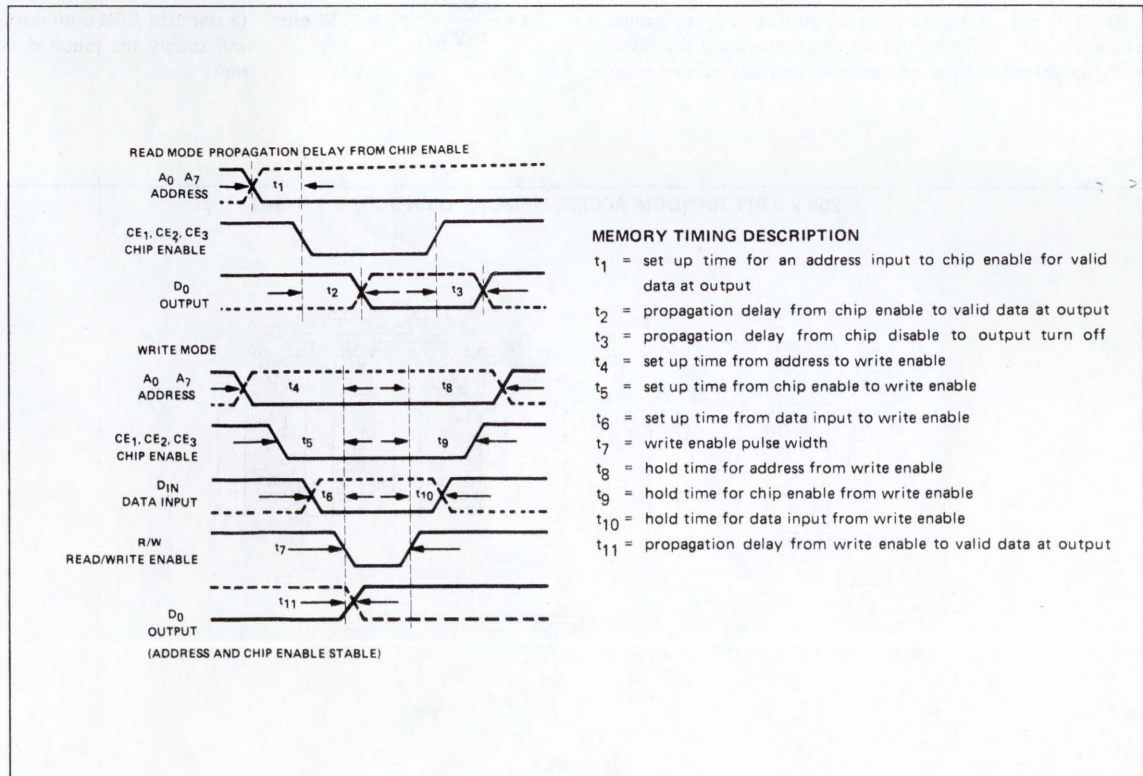 READ MODE PROPAGATION DELAY FROM CHIP ENABLE
A0 A7
ADDRESS
t1
CE1, CE2, CE3
CHIP ENABLE
D0
OUTPUT
t2
t3
WRITE MODE
A0 A7
ADDRESS
t4
t8
CE1, CE2, CE3
CHIP ENABLE
t5
t9
DIN
DATA INPUT
t6
t10
R/W
READ/WRITE ENABLE
t7
D0
OUTPUT
t11
(ADDRESS AND CHIP ENABLE STABLE)
MEMORY TIMING DESCRIPTION
t1 = set up time for an address input to chip enable for valid
data at output
t2 = propagation delay from chip enable to valid data at output
t3 = propagation delay from chip disable to output turn off
t4 = set up time from address to write enable
t5 = set up time from chip enable to write enable
t6 = set up time from data input to write enable
t7 = write enable pulse width
t8 = hold time for address from write enable
t9 = hold time for chip enable from write enable
t10 = hold time for data input from write enable
t11 = propagation delay from write enable to valid data at output